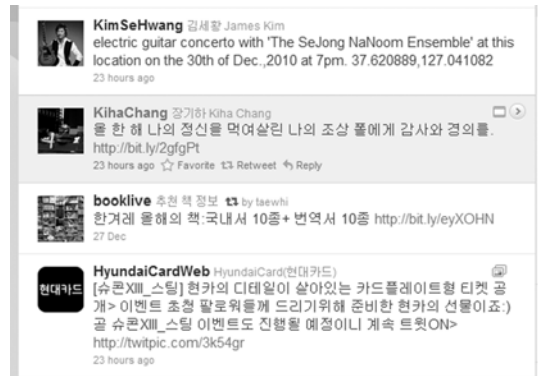 KimSeHwang 김세황 James Kim
electric guitar concerto with 'The SeJong NaNoom Ensemble' at this
location on the 30th of Dec.,2010 at 7pm. 37.620889,127.041082
23 hours ago
KihaChang 장기하 Kiha Chang
올 한 해 나의 정신을 먹여살린 나의 조상 폴에게 감사와 경의를.
http://bit.ly/2gfgPt
23 hours ago Favorite Retweet Reply
booklive 추천 책 정보 by taewhi
한겨레 올해의 책:국내서 10종+ 번역서 10종 http://bit.ly/eyXOHN
27 Dec
현대카드
HyundaiCardWeb HyundaiCard(현대카드)
[슈콘XIII_스팅] 현카의 디테일이 살아있는 카드플레이트형 티켓 공
개> 이벤트 초청 팔로워들께 드리기위해 준비한 현카의 선물이죠:)
곧 슈콘XIII_스팅 이벤트도 진행될 예정이니 계속 트윗ON>
http://twitpic.com/3k54gr
23 hours ago